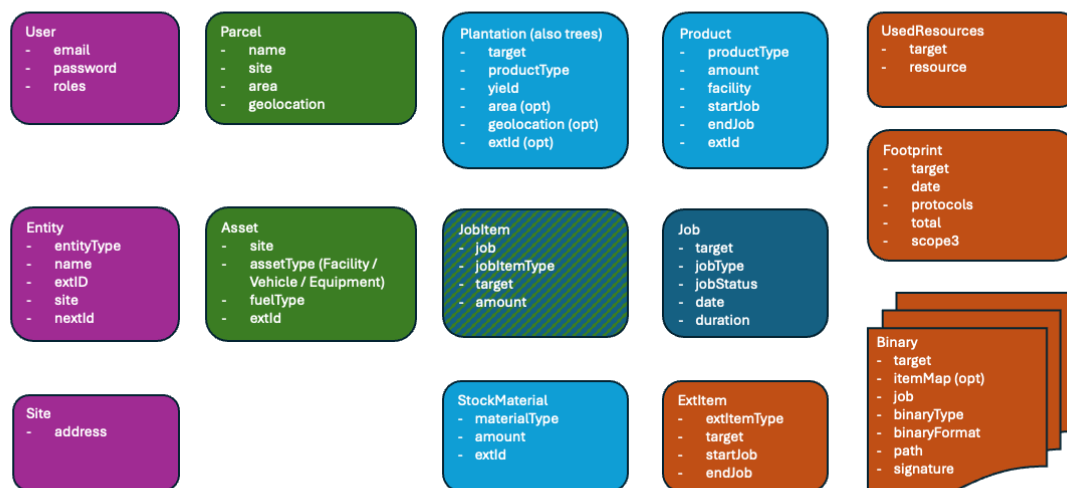 User
- email
- password
- roles
Parcel
- name
- site
- area
- geolocation
Plantation (also trees)
- target
- productType
- yield
- area (opt)
- geolocation (opt)
- extId (opt)
Product
- productType
- amount
- facility
- startJob
- endJob
- extId
UsedResources
- target
- resource
Footprint
- target
- date
- protocols
- total
- scope3
Entity
- entityType
- name
- extID
- site
- nextId
Asset
- site
- assetType (Facility /
Vehicle / Equipment)
- fuelType
- extId
JobItem
- job
- jobItemType
- target
- amount
Job
- target
- jobType
- jobStatus
- date
- duration
Binary
- target
- itemMap (opt)
- job
- binaryType
- binaryFormat
- path
- signature
Site
- address
StockMaterial
- materialType
- amount
- extId
ExtItem
- extItemType
- target
- startJob
- endJob